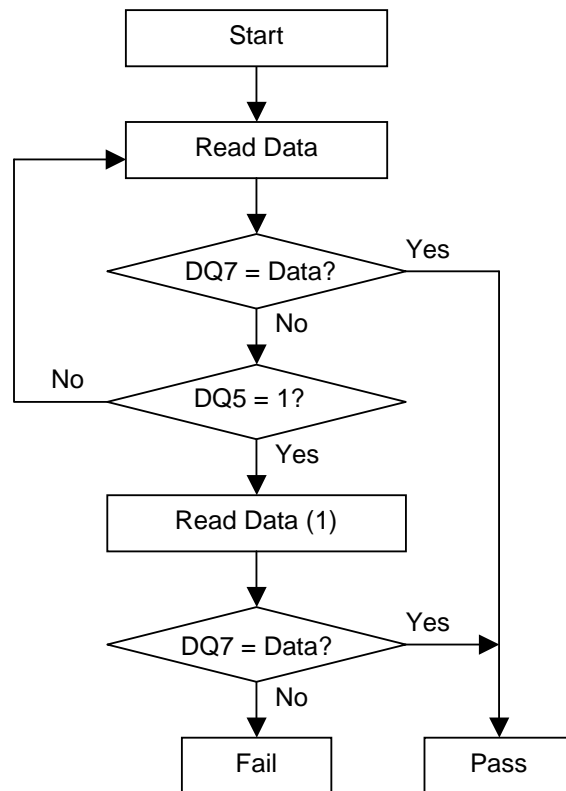 Start
Read Data
Yes
DQ7 = Data?
No
No
DQ5 = 1?
Yes
Read Data (1)
Yes
DQ7 = Data?
No
Fail
Pass